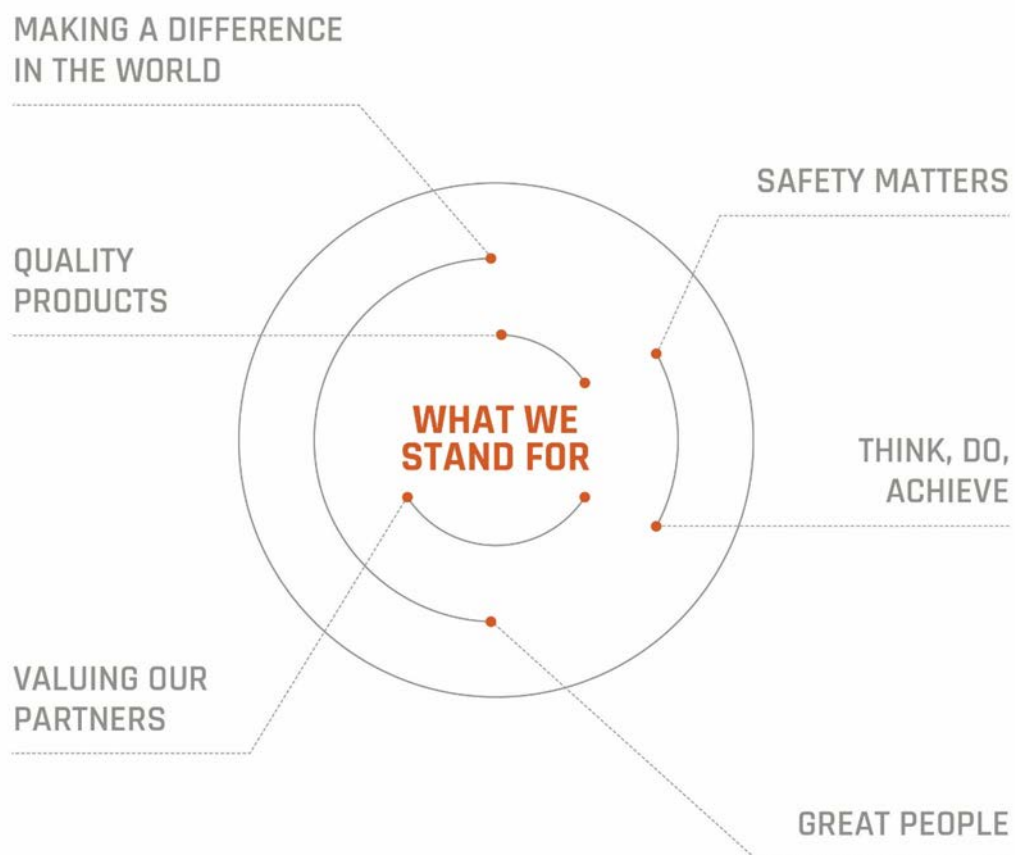 MAKING A DIFFERENCE
IN THE WORLD
SAFETY MATTERS
QUALITY
PRODUCTS
WHAT WE
STAND FOR
THINK, DO,
ACHIEVE
VALUING OUR
PARTNERS
GREAT PEOPLE